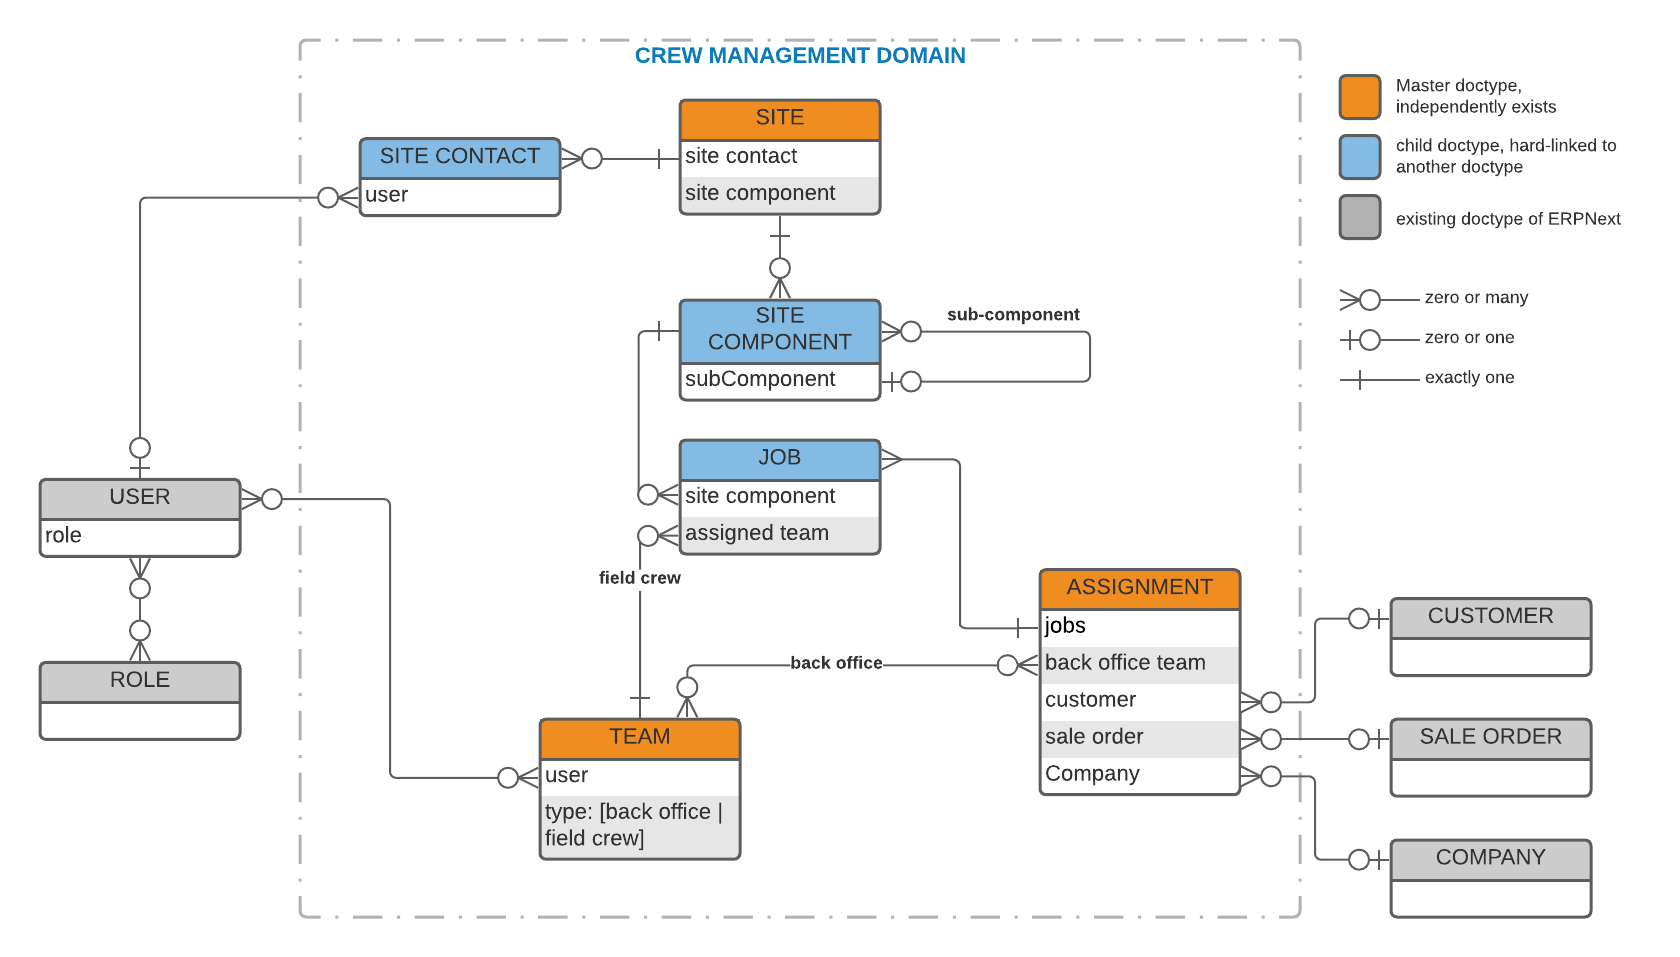 CREW MANAGEMENT DOMAIN
SITE
site contact
site component
SITE CONTACT
user
Master doctype,
independently exists
child doctype, hard-linked to
another doctype
existing doctype of ERPNext
zero or many
zero or one
exactly one
SITE
COMPONENT
subComponent
sub-component
JOB
site component
assigned team
field crew
USER
role
ROLE
ASSIGNMENT
jobs
back office team
customer
sale order
Company
back office
TEAM
user
type: [back office |
field crew]
CUSTOMER
SALE ORDER
COMPANY